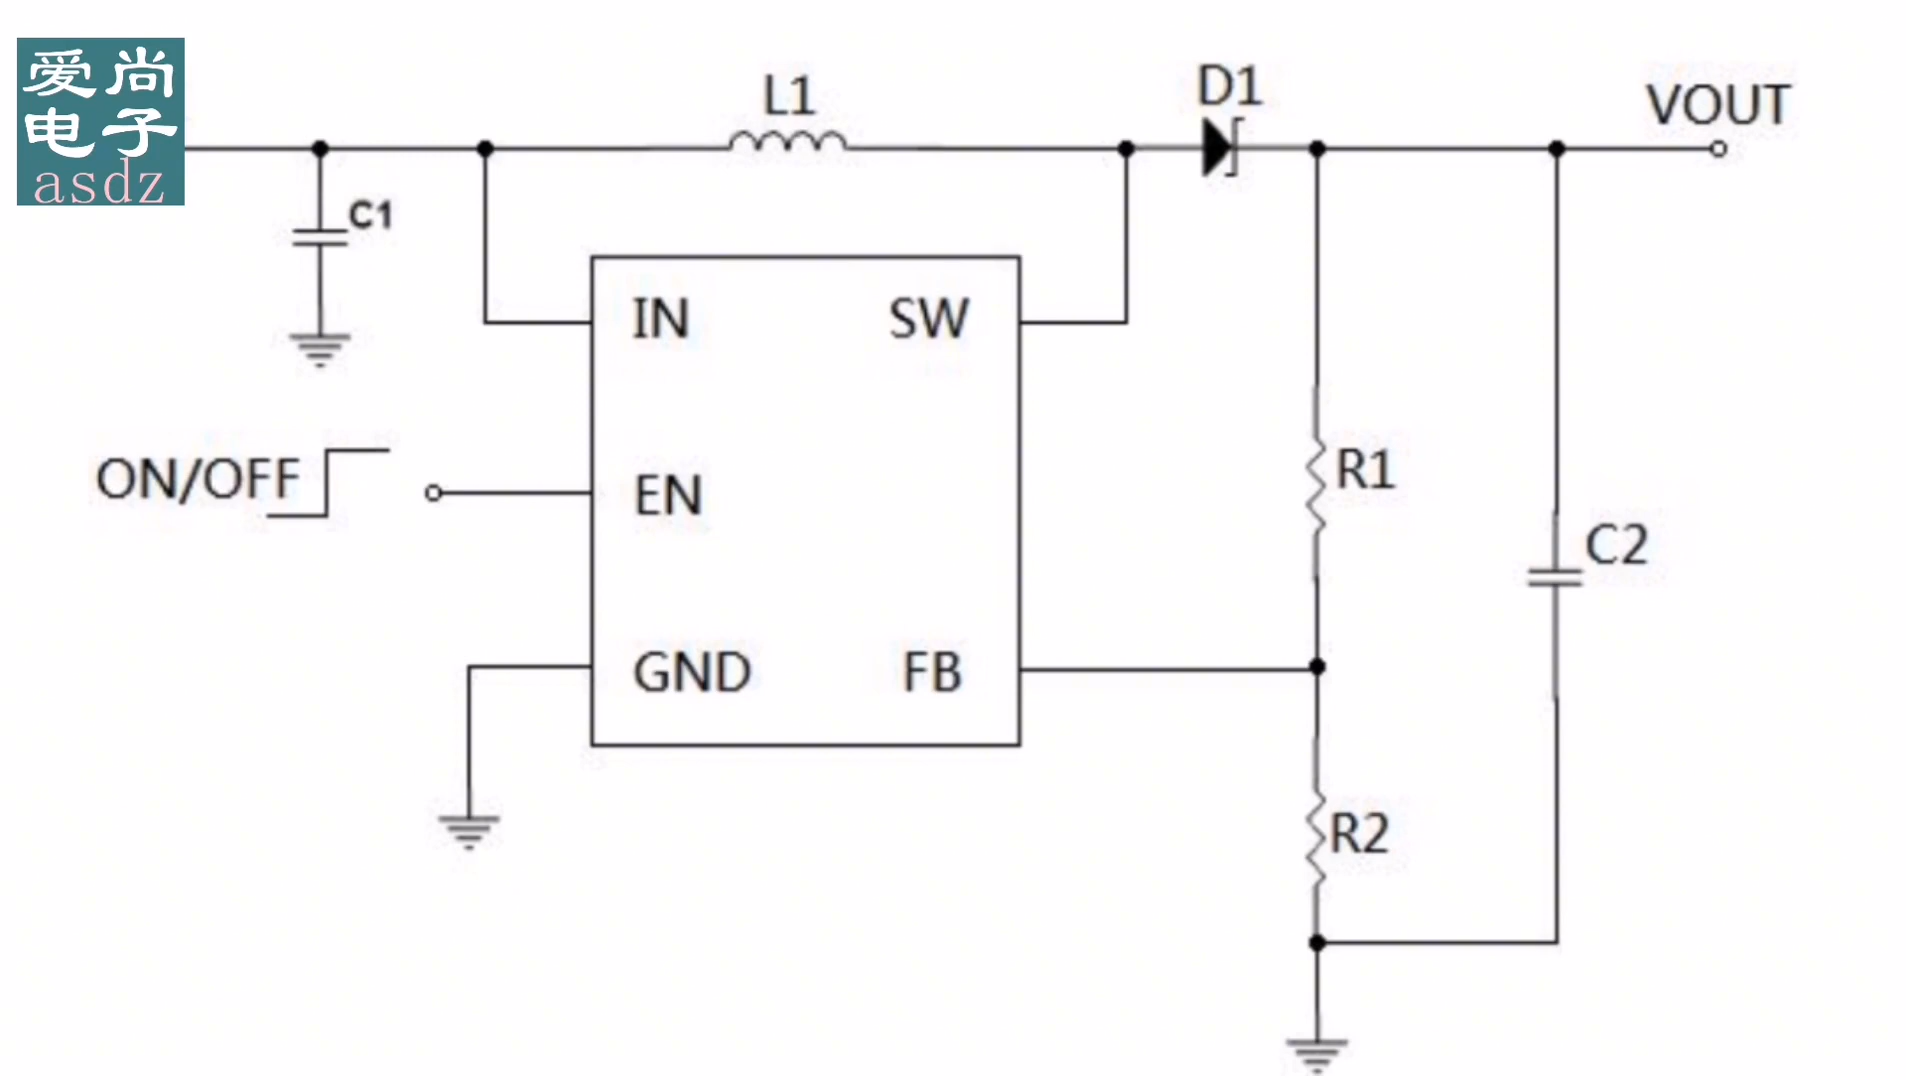 爱尚
电子
asdz
L1
D1
VOUT
C1
IN
SW
ON/OFF
EN
R1
C2
GND
FB
R2